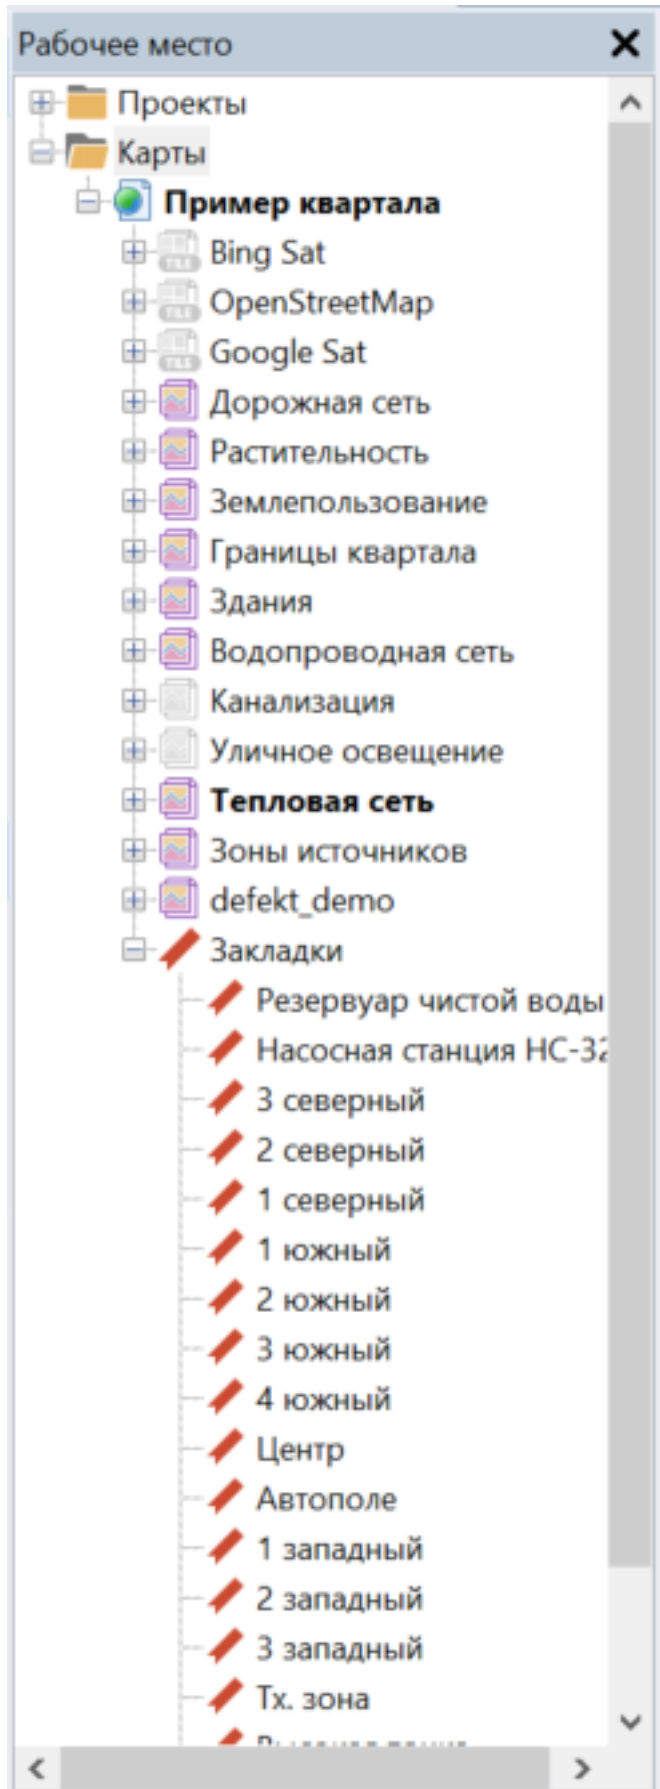 Рабочее место
Проекты
Карты
Пример квартала
Bing Sat
OpenStreetMap
Google Sat
Дорожная сеть
Растительность
Землепользование
Границы квартала
Здания
Водопроводная сеть
Канализация
Уличное освещение
Тепловая сеть
Зоны источников
defekt_demo
Закладки
Резервуар чистой воды
Насосная станция НС-32
3 северный
2 северный
1 северный
1 южный
2 южный
3 южный
4 южный
Центр
Автополе
1 западный
2 западный
3 западный
Тх. зона